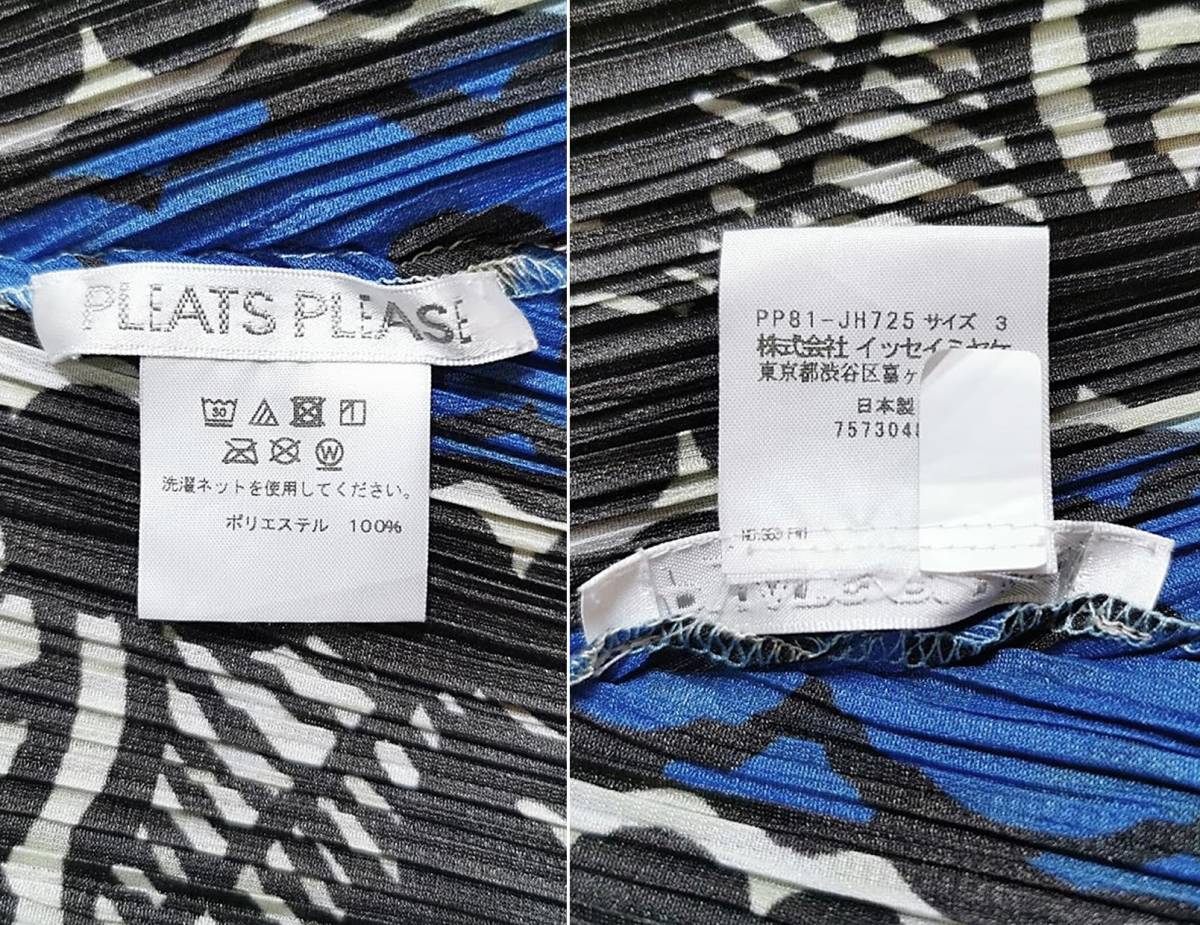 PLEATS PLEASE
30
W
洗濯ネットを使用してください。
ポリエステル 100%
PP81-JH725 サイズ 3
株式会社 イッセイミヤケ
東京都渋谷区
日本製
757304